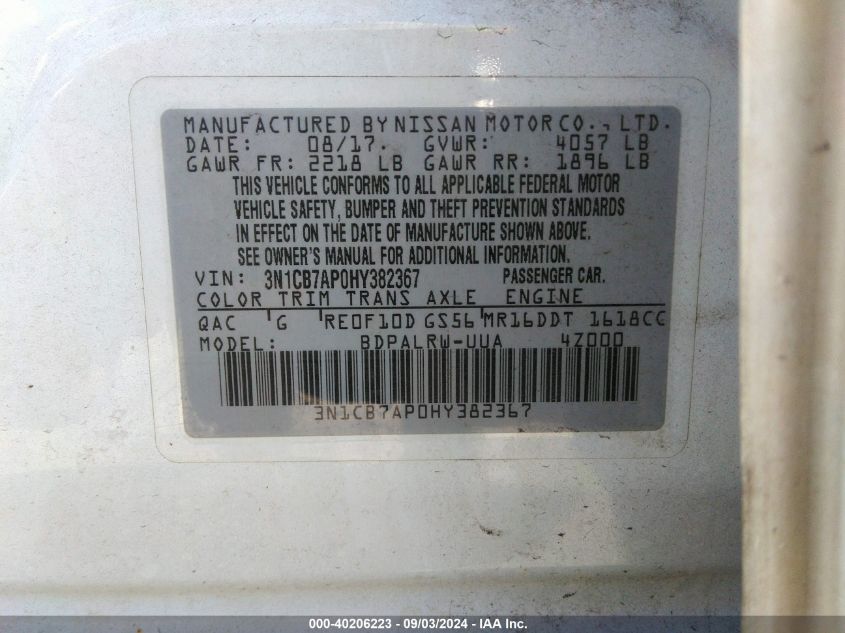 MANUFACTURED BY NISSAN MOTOR CO., LTD.
DATE: 08/17. GVWR: 4057 LB
GAWR FR: 2218 LB GAWR RR: 1896 LB
THIS VEHICLE CONFORMS TO ALL APPLICABLE FEDERAL MOTOR
VEHICLE SAFETY, BUMPER AND THEFT PREVENTION STANDARDS
IN EFFECT ON THE DATE OF MANUFACTURE SHOWN ABOVE.
SEE OWNER'S MANUAL FOR ADDITIONAL INFORMATION.
VIN: 3N1CB7AP0HY382367 PASSENGER CAR.
COLOR TRIM TRANS AXLE ENGINE
QAC G RE0F10D GS56 MR16DDT 1618CC
MODEL: BDPALRW-UUA 4Z000
3N1CB7AP0HY382367
000-40206223 - 09/03/2024 - IAA Inc.